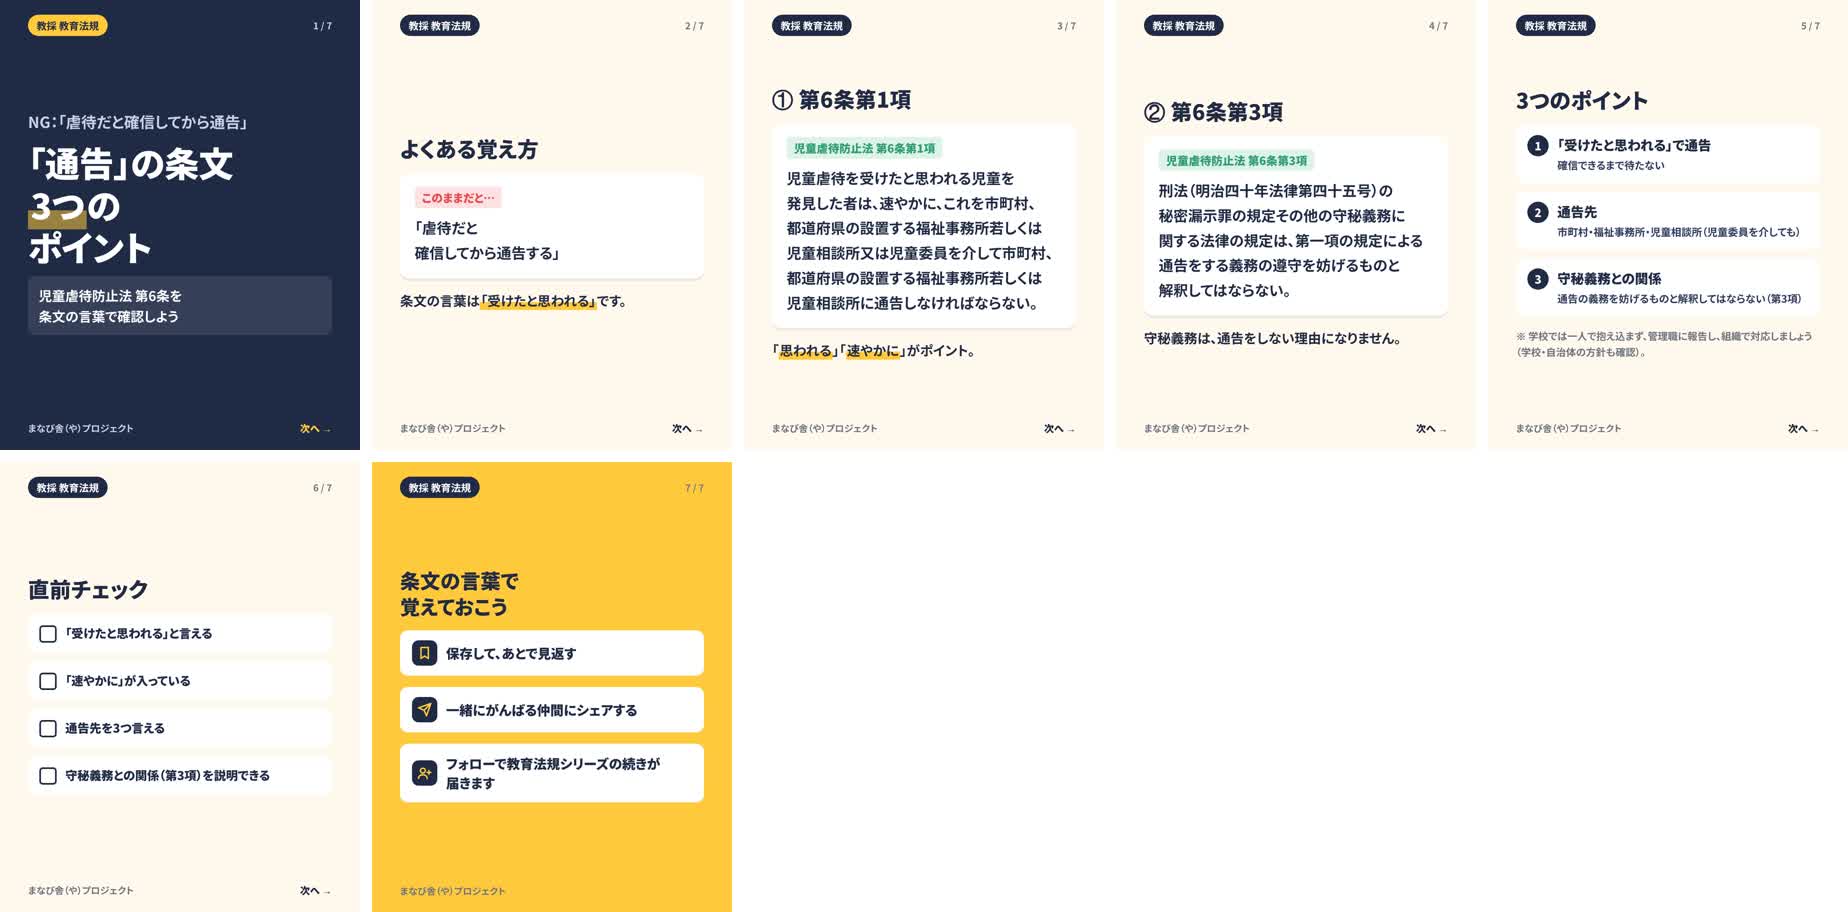 教採 教育法規
1 / 7
NG：「虐待だと確信してから通告」
「通告」の条文
3つの
ポイント
児童虐待防止法 第6条を
条文の言葉で確認しよう
まなび舎（や）プロジェクト
次へ →
教採 教育法規
2 / 7
よくある覚え方
このままだと…
「虐待だと
確信してから通告する」
条文の言葉は「受けたと思われる」です。
まなび舎（や）プロジェクト
次へ →
教採 教育法規
3 / 7
① 第6条第1項
児童虐待防止法 第6条第1項
児童虐待を受けたと思われる児童を
発見した者は、速やかに、これを市町村、
都道府県の設置する福祉事務所若しくは
児童相談所又は児童委員を介して市町村、
都道府県の設置する福祉事務所若しくは
児童相談所に通告しなければならない。
「思われる」「速やかに」がポイント。
まなび舎（や）プロジェクト
次へ →
教採 教育法規
4 / 7
② 第6条第3項
児童虐待防止法 第6条第3項
刑法（明治四十年法律第四十五号）の
秘密漏示罪の規定その他の守秘義務に
関する法律の規定は、第一項の規定による
通告をする義務の遵守を妨げるものと
解釈してはならない。
守秘義務は、通告をしない理由になりません。
まなび舎（や）プロジェクト
次へ →
教採 教育法規
5 / 7
3つのポイント
1 「受けたと思われる」で通告
確信できるまで待たない
2 通告先
市町村・福祉事務所・児童相談所（児童委員を介しても）
3 守秘義務との関係
通告の義務を妨げるものと解釈してはならない（第3項）
※ 学校では一人で抱え込まず、管理職に報告し、組織で対応しましょう
（学校・自治体の方針も確認）。
まなび舎（や）プロジェクト
次へ →
教採 教育法規
6 / 7
直前チェック
「受けたと思われる」と言える
「速やかに」が入っている
通告先を3つ言える
守秘義務との関係（第3項）を説明できる
まなび舎（や）プロジェクト
次へ →
教採 教育法規
7 / 7
条文の言葉で
覚えておこう
保存して、あとで見返す
一緒にがんばる仲間にシェアする
フォローで教育法規シリーズの続きが
届きます
まなび舎（や）プロジェクト